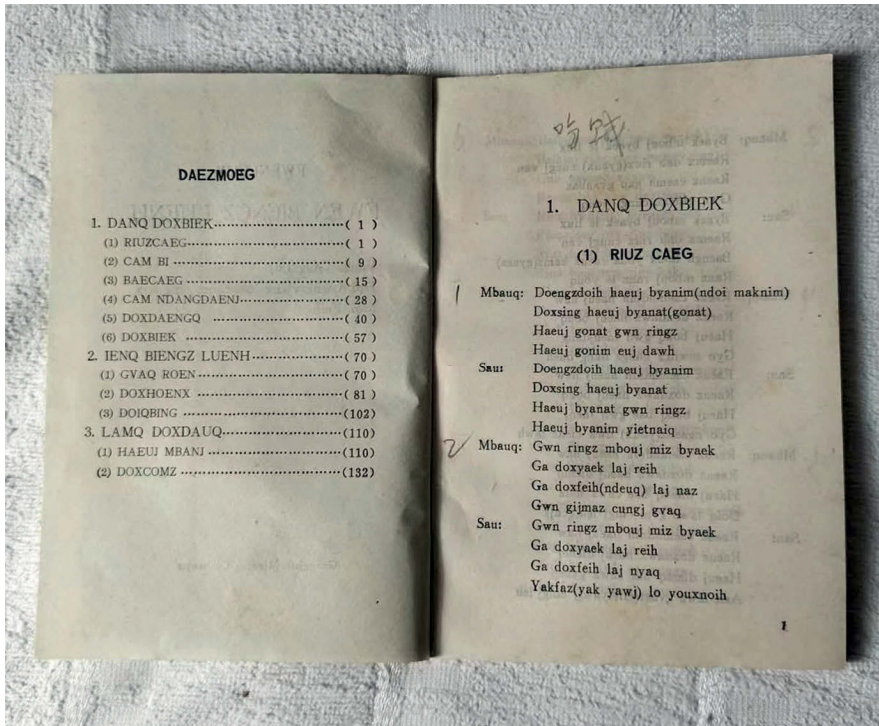 DAEZMOEG
1. DANQ DOXBIEK·······························( 1 )
(1) RIUZCAEG·······························( 1 )
(2) CAM BI·······························( 9 )
(3) BAECAEG·······························( 15 )
(4) CAM NDANGDAENJ·······························( 28 )
(5) DOXDAENGQ ·······························( 40 )
(6) DOXBIEK·······························( 57 )
2. IENQ BIENGZ LUENH·······························( 70 )
(1) GVAQ ROEN·······························( 70 )
(2) DOXHOENX ·······························( 81 )
(3) DOIQBING·······························(102)
3. LAMQ DOXDAUQ·······························(110)
(1) HAEUJ MBANJ·······························(110)
(2) DOXCOMZ·······························(132)
1. DANQ DOXBIEK
(1) RIUZ CAEG
1 Mbauq: Doengzdoih haeuj byanim(ndoi maknim)
Doxsing haeuj byanat(gonat)
Haeuj gonat gwn ringz
Haeuj gonim euj dawh
Sau: Doengzdoih haeuj byanim
Doxsing haeuj byanat
Haeuj byanat gwn ringz
Haeuj byanim yietnaiq
2 Mbauq: Gwn ringz mbouj miz byaek
Ga doxyaek laj reih
Ga doxfeih(ndeuq) laj naz
Gwn gijmaz cungj gvaq
Sau: Gwn ringz mbouj miz byaek
Ga doxyaek laj reih
Ga doxfeih laj nyaq
Yakfaz(yak yawj) lo youxnoih
1